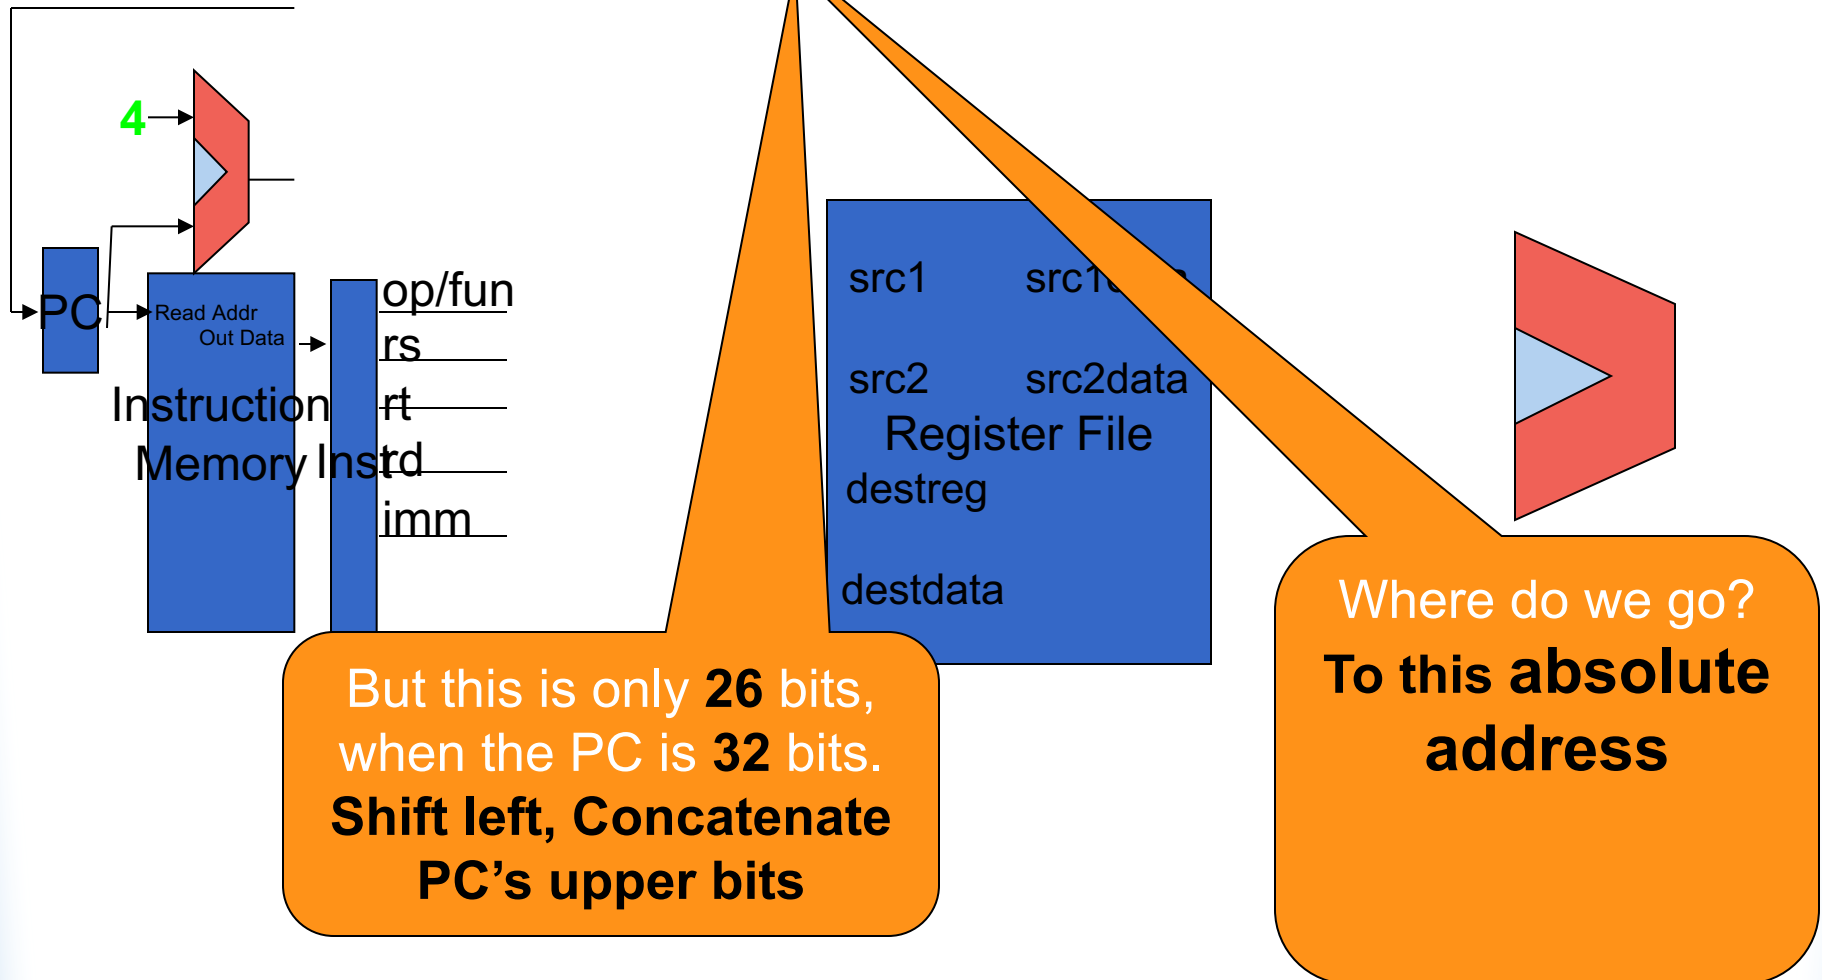 4
PC
Read Addr
Out Data
Instruction
Memory
Instr
op/fun
rs
rt
rd
imm
src1
src2
src2data
Register File
destreg
destdata
But this is only 26 bits,
when the PC is 32 bits.
Shift left, Concatenate
PC’s upper bits
Where do we go?
To this absolute
address